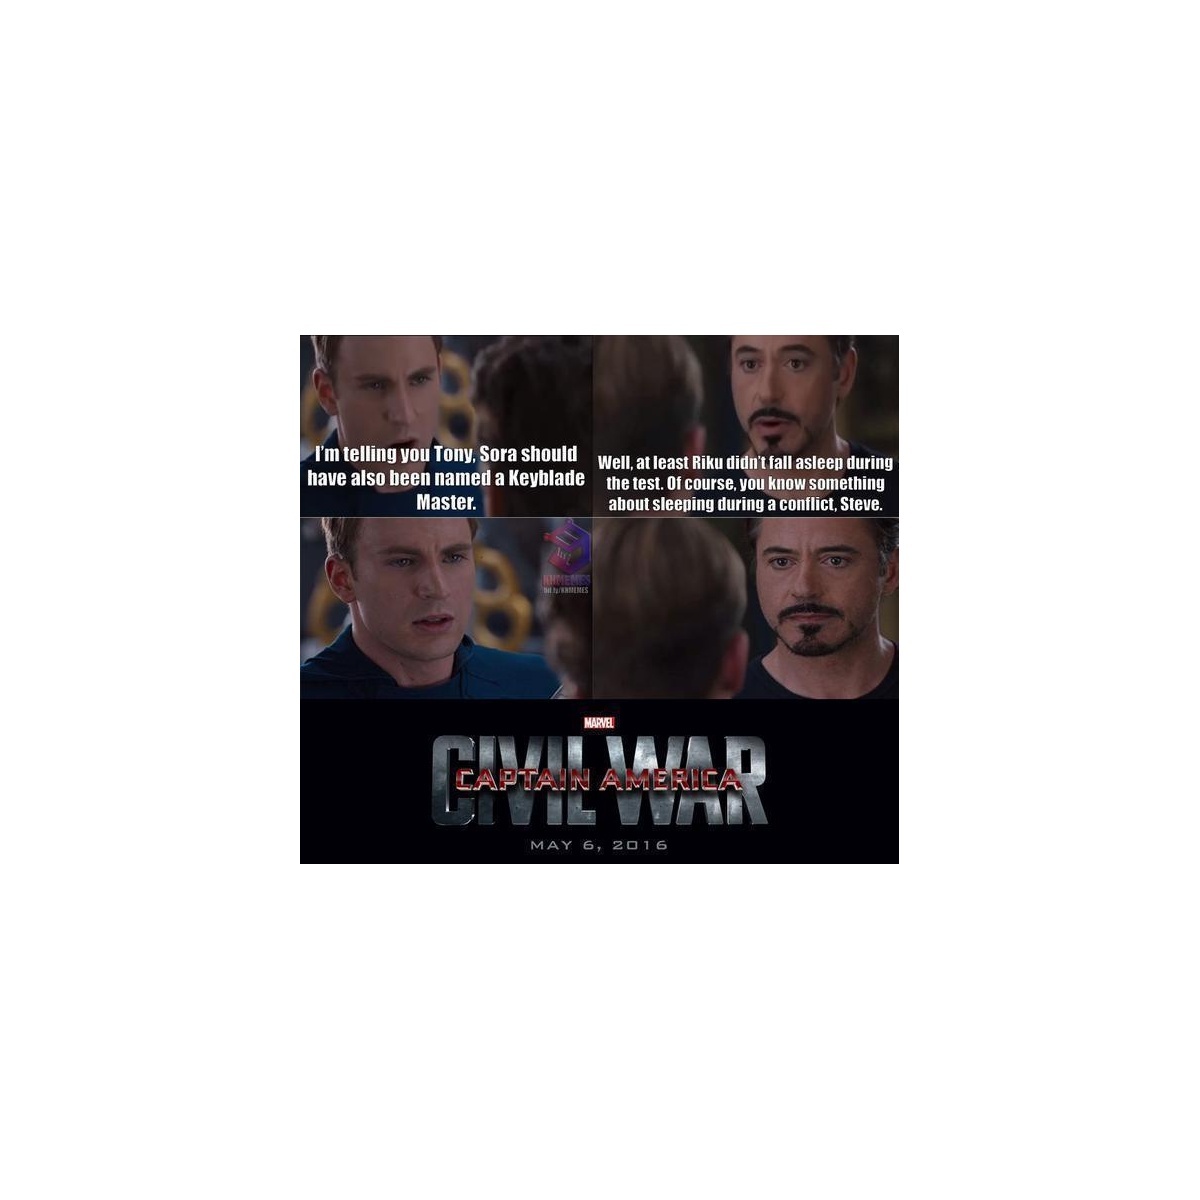 I'm telling you Tony, Sora should
have also been named a Keyblade
Master.
Well, at least Riku didn't fall asleep during
the test. Of course, you know something
about sleeping during a conflict, Steve.
KHMEMES
bit.ly/KHMEMES
MARVEL
CIVIL WAR
CAPTAIN AMERICA
MAY 6, 2016